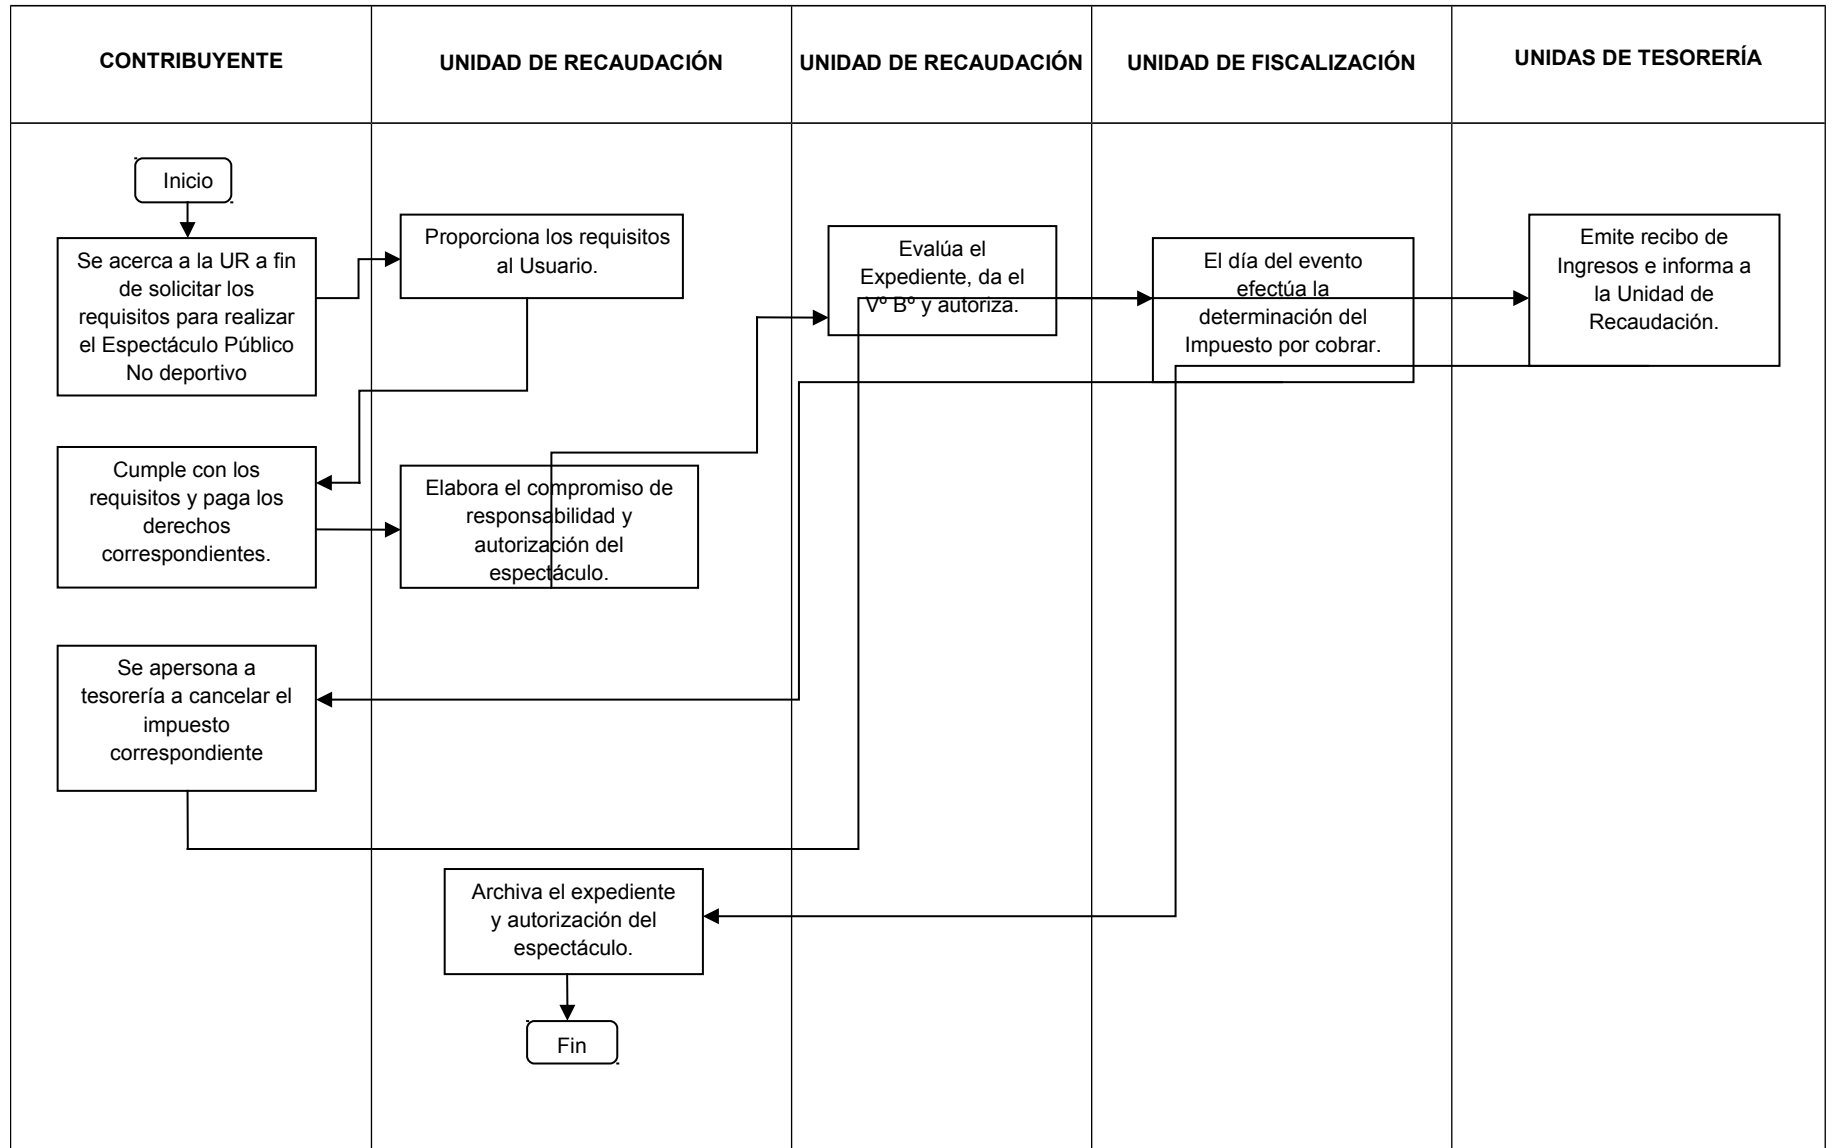 CONTRIBUYENTE
UNIDAD DE RECAUDACIÓN
UNIDAD DE RECAUDACIÓN
UNIDAD DE FISCALIZACIÓN
UNIDAS DE TESORERÍA
Inicio
Se acerca a la UR a fin
de solicitar los
requisitos para realizar
el Espectáculo Público
No deportivo
Proporciona los requisitos
al Usuario.
Evalúa el
Expediente, da el
Vº Bº y autoriza.
El día del evento
efectúa la
determinación del
Impuesto por cobrar.
Emite recibo de
Ingresos e informa a
la Unidad de
Recaudación.
Cumple con los
requisitos y paga los
derechos
correspondientes.
Elabora el compromiso de
responsabilidad y
autorización del
espectáculo.
Se apersona a
tesorería a cancelar el
impuesto
correspondiente
Archiva el expediente
y autorización del
espectáculo.
Fin